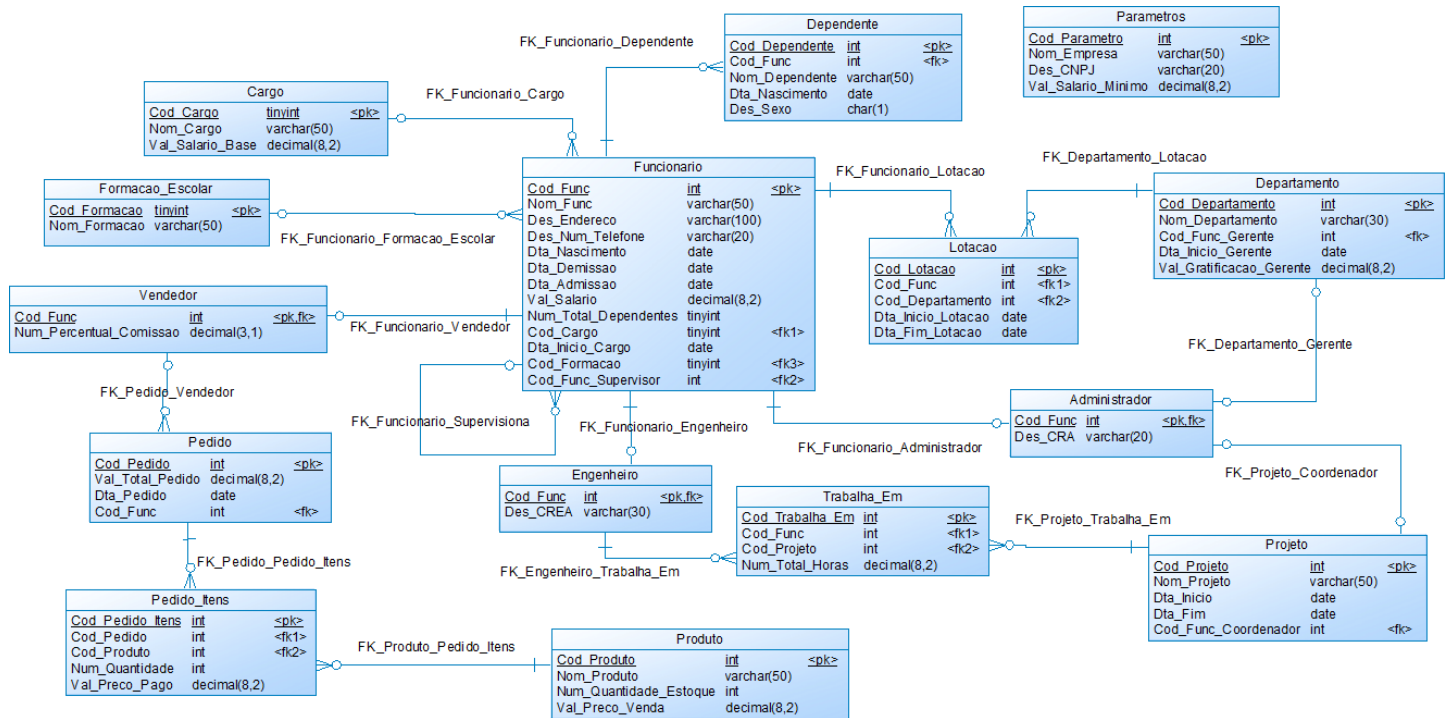 Dependente
Cod_Dependente int <pk>
Cod_Func int <fk>
Nom_Dependente varchar(50)
Dta_Nascimento date
Des_Sexo char(1)
Parametros
Cod_Parametro int <pk>
Nom_Empresa varchar(50)
Des_CNPJ varchar(20)
Val_Salario_Minimo decimal(8,2)
FK_Funcionario_Dependente
Cargo
Cod_Cargo tinyint <pk>
Nom_Cargo varchar(50)
Val_Salario_Base decimal(8,2)
FK_Funcionario_Cargo
Funcionario
Cod_Func int <pk>
Nom_Func varchar(50)
Des_Endereco varchar(100)
Des_Num_Telefone varchar(20)
Dta_Nascimento date
Dta_Demissao date
Dta_Admissao date
Val_Salario decimal(8,2)
Num_Total_Dependentes tinyint
Cod_Cargo tinyint <fk1>
Dta_Inicio_Cargo date
Cod_Formacao tinyint <fk3>
Cod_Func_Supervisor int <fk2>
FK_Funcionario_Lotacao
FK_Departamento_Lotacao
Formacao_Escolar
Cod_Formacao tinyint <pk>
Nom_Formacao varchar(50)
FK_Funcionario_Formacao_Escolar
Departamento
Cod_Departamento int <pk>
Nom_Departamento varchar(30)
Cod_Func_Gerente int <fk>
Dta_Inicio_Gerente date
Val_Gratificacao_Gerente decimal(8,2)
Lotacao
Cod_Lotacao int <pk>
Cod_Func int <fk1>
Cod_Departamento int <fk2>
Dta_Inicio_Lotacao date
Dta_Fim_Lotacao date
Vendedor
Cod_Func int <pk,fk>
Num_Percentual_Comissao decimal(3,1)
FK_Funcionario_Vendedor
FK_Departamento_Gerente
FK_Pedido_Vendedor
FK_Funcionario_Supervisiona
FK_Funcionario_Engenheiro
FK_Funcionario_Administrador
Administrador
Cod_Func int <pk,fk>
Des_CRA varchar(20)
FK_Projeto_Coordenador
Pedido
Cod_Pedido int <pk>
Val_Total_Pedido decimal(8,2)
Dta_Pedido date
Cod_Func int <fk>
Engenheiro
Cod_Func int <pk,fk>
Des_CREA varchar(30)
Trabalha_Em
Cod_Trabalha_Em int <pk>
Cod_Func int <fk1>
Cod_Projeto int <fk2>
Num_Total_Horas decimal(8,2)
FK_Projeto_Trabalha_Em
FK_Pedido_Pedido_Itens
FK_Engenheiro_Trabalha_Em
Projeto
Cod_Projeto int <pk>
Nom_Projeto varchar(50)
Dta_Inicio date
Dta_Fim date
Cod_Func_Coordenador int <fk>
Pedido_Itens
Cod_Pedido_Itens int <pk>
Cod_Pedido int <fk1>
Cod_Produto int <fk2>
Num_Quantidade int
Val_Preco_Pago decimal(8,2)
FK_Produto_Pedido_Itens
Produto
Cod_Produto int <pk>
Nom_Produto varchar(50)
Num_Quantidade_Estoque int
Val_Preco_Venda decimal(8,2)